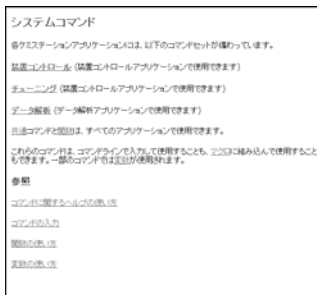 システムコマンド
各ケミステーションアプリケーションには、以下のコマンドセットが備わっています。
装置コントロール (装置コントロールアプリケーションで使用できます)
チューニング (装置コントロールアプリケーションで使用できます)
データ解析 (データ解析アプリケーションで使用できます)
共通コマンドと関数は、すべてのアプリケーションで使用できます。
これらのコマンドは、コマンドラインで入力して使用することも、マクロに組み込んで使用すること
もできます。一部のコマンドでは変数が使用されます。
参照
コマンドに関するヘルプの使い方
コマンドの入力
関数の使い方
変数の使い方